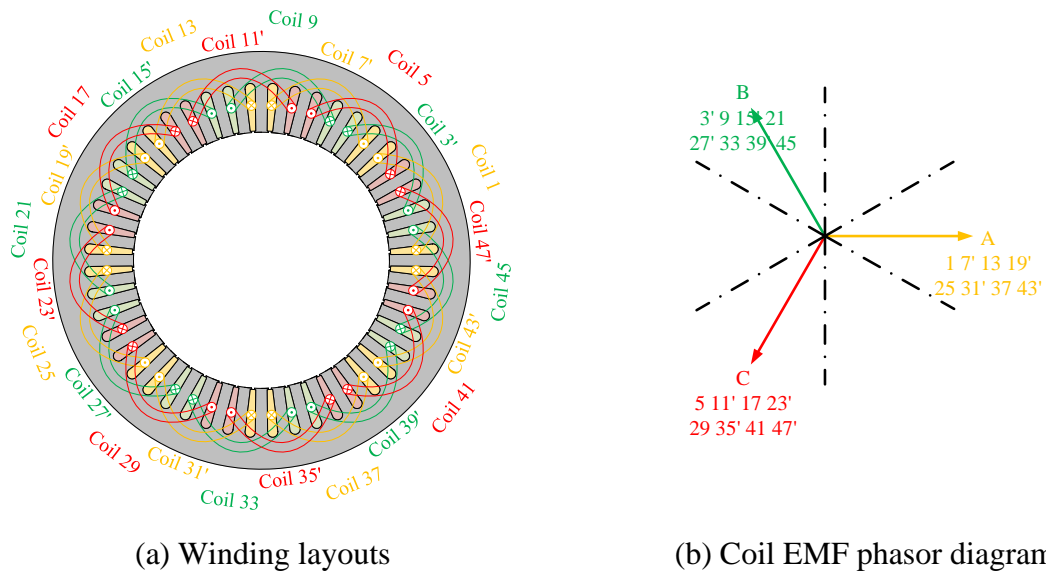 Coil 9
Coil 13
Coil 11'
Coil 7'
Coil 5
Coil 15'
Coil 17
Coil 3'
Coil 19'
Coil 1
Coil 21
Coil 47'
Coil 23'
Coil 45
Coil 25
Coil 43'
Coil 27'
Coil 41
Coil 29
Coil 39'
Coil 31'
Coil 37
Coil 33
Coil 35'
B
3' 9 15' 21
27' 33 39' 45
A
1 7' 13 19'
25 31' 37 43'
C
5 11' 17 23'
29 35' 41 47'
(a) Winding layouts
(b) Coil EMF phasor diagram